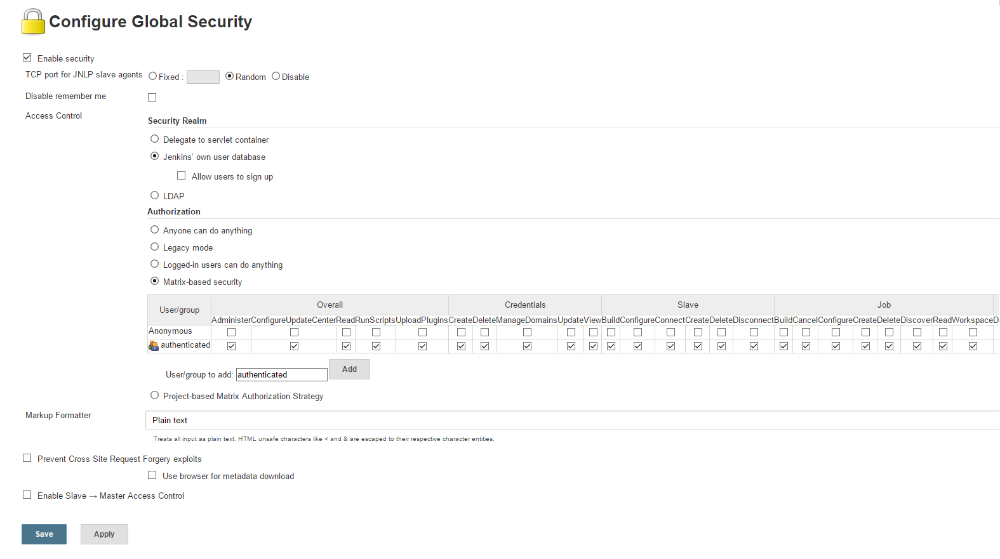 Configure Global Security
Enable security
TCP port for JNLP slave agents Fixed : Random Disable
Disable remember me
Access Control
Security Realm
Delegate to servlet container
Jenkins' own user database
Allow users to sign up
LDAP
Authorization
Anyone can do anything
Legacy mode
Logged-in users can do anything
Matrix-based security
User/group Overall Credentials Slave Job
Administer ConfigureUpdateCenter Read RunScripts UploadPlugins Create Delete ManageDomains Update View Build Configure Connect Create Delete Disconnect Build Cancel Configure Create Delete Discover Read Workspace D
Anonymous
authenticated
User/group to add: authenticated Add
Project-based Matrix Authorization Strategy
Markup Formatter Plain text
Treats all input as plain text. HTML unsafe characters like < and & are escaped to their respective character entities.
Prevent Cross Site Request Forgery exploits
Use browser for metadata download
Enable Slave → Master Access Control
Save Apply